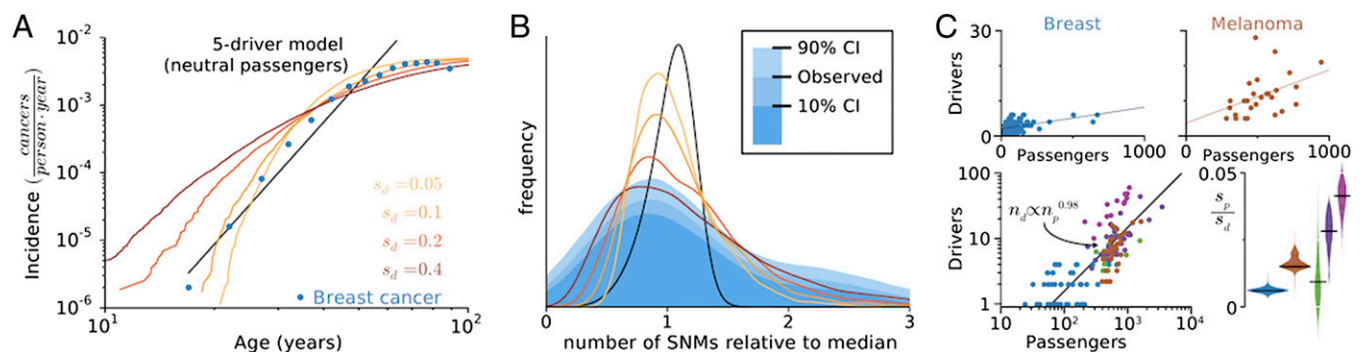 A
10^-2
10^-3
10^-4
10^-5
10^-6
Incidence (cancers / person · year)
5-driver model
(neutral passengers)
s_d = 0.05
s_d = 0.1
s_d = 0.2
s_d = 0.4
Breast cancer
10^1
10^2
Age (years)
B
frequency
90% CI
Observed
10% CI
0
1
2
3
number of SNMs relative to median
C
Breast
Melanoma
30
Drivers
0
0
Passengers
1000
0
Passengers
1000
100
10
1
Drivers
n_d ∝ n_p^0.98
10
10^2
10^3
10^4
Passengers
0.05
s_p / s_d
0